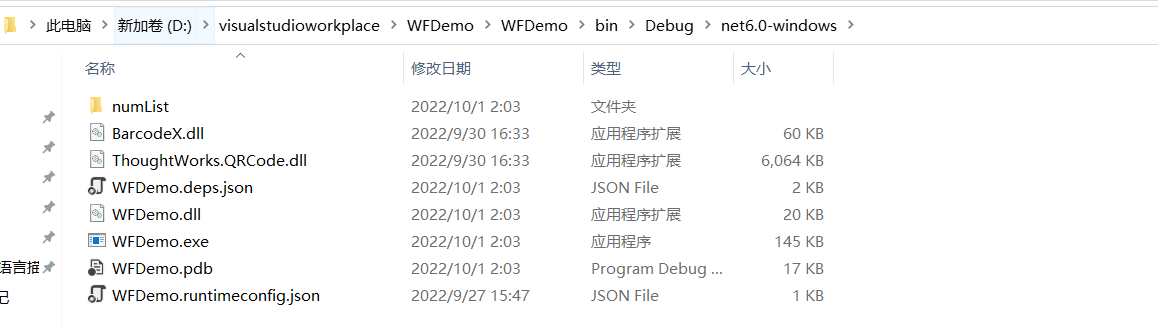 此电脑 > 新加卷 (D:) > visualstudioworkplace > WFDemo > WFDemo > bin > Debug > net6.0-windows >
名称 修改日期 类型 大小
numList 2022/10/1 2:03 文件夹
BarcodeX.dll 2022/9/30 16:33 应用程序扩展 60 KB
ThoughtWorks.QRCode.dll 2022/9/30 16:33 应用程序扩展 6,064 KB
WFDemo.deps.json 2022/10/1 2:03 JSON File 2 KB
WFDemo.dll 2022/10/1 2:03 应用程序扩展 20 KB
WFDemo.exe 2022/10/1 2:03 应用程序 145 KB
语言描 WFDemo.pdb 2022/10/1 2:03 Program Debug ... 17 KB
WFDemo.runtimeconfig.json 2022/9/27 15:47 JSON File 1 KB